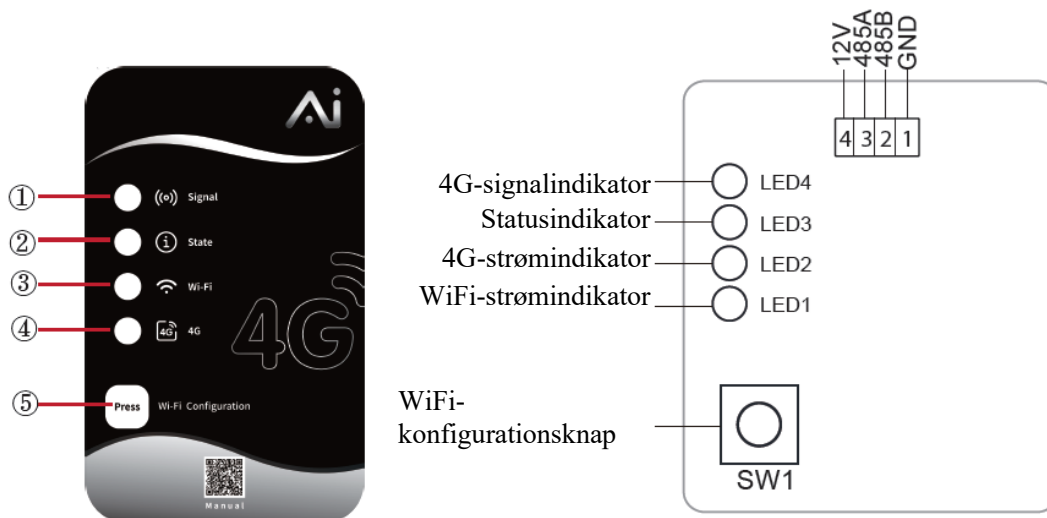 Ai
① Signal
② State
③ Wi-Fi
④ 4G 4G
4G
⑤ Press Wi-Fi Configuration
Manual
12V
485A
485B
GND
4 3 2 1
4G-signalindikator LED4
Statusindikator LED3
4G-strømindikator LED2
WiFi-strømindikator LED1
WiFi-
konfigurationsknap
SW1